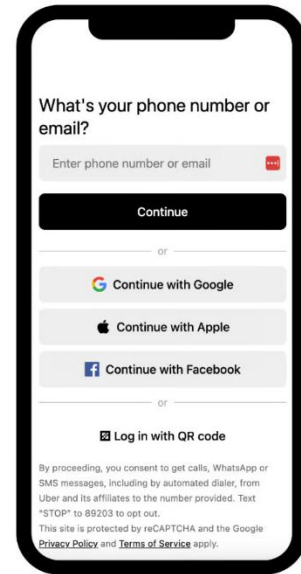 What's your phone number or
email?
Enter phone number or email
Continue
or
Continue with Google
Continue with Apple
Continue with Facebook
or
Log in with QR code
By proceeding, you consent to get calls, WhatsApp or
SMS messages, including by automated dialer, from
Uber and its affiliates to the number provided. Text
"STOP" to 89203 to opt out.
This site is protected by reCAPTCHA and the Google
Privacy Policy and Terms of Service apply.